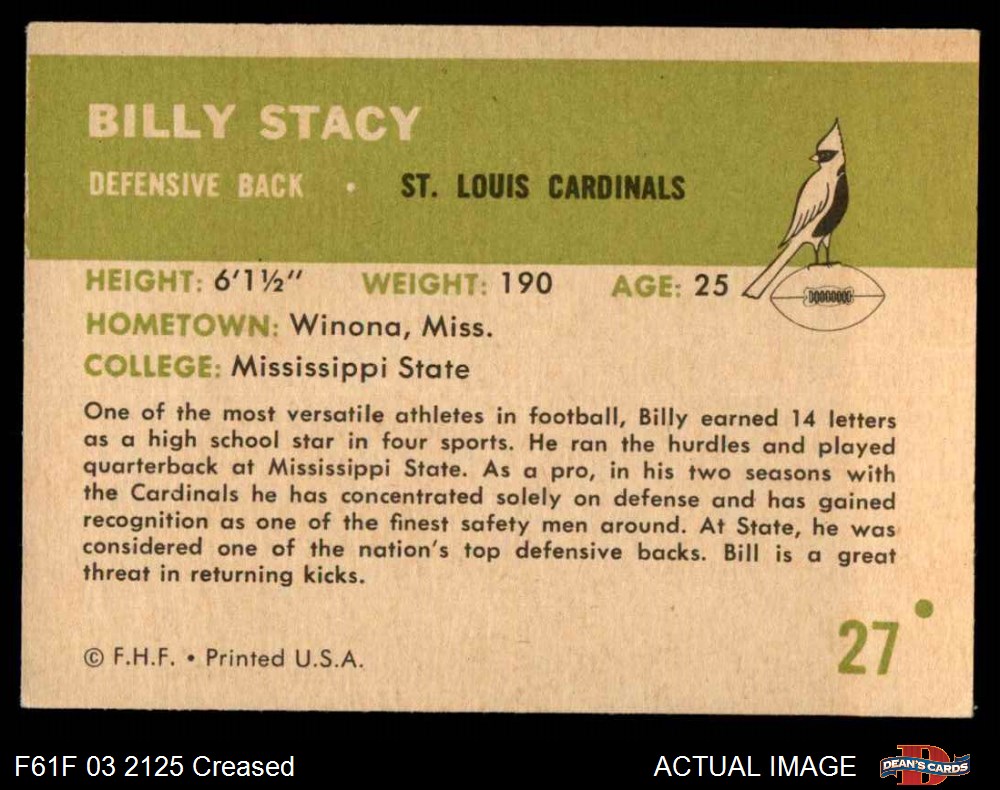 BILLY STACY
DEFENSIVE BACK • ST. LOUIS CARDINALS
HEIGHT: 6'1½" WEIGHT: 190 AGE: 25
HOMETOWN: Winona, Miss.
COLLEGE: Mississippi State
One of the most versatile athletes in football, Billy earned 14 letters
as a high school star in four sports. He ran the hurdles and played
quarterback at Mississippi State. As a pro, in his two seasons with
the Cardinals he has concentrated solely on defense and has gained
recognition as one of the finest safety men around. At State, he was
considered one of the nation's top defensive backs. Bill is a great
threat in returning kicks.
27
© F.H.F. • Printed U.S.A.
F61F 03 2125 Creased ACTUAL IMAGE D DEAN'S CARDS